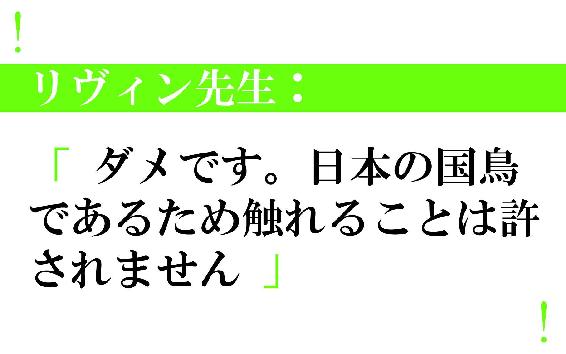 !
リヴィン先生：
「 ダメです。日本の国鳥
であるため触れることは許
されません 」
!